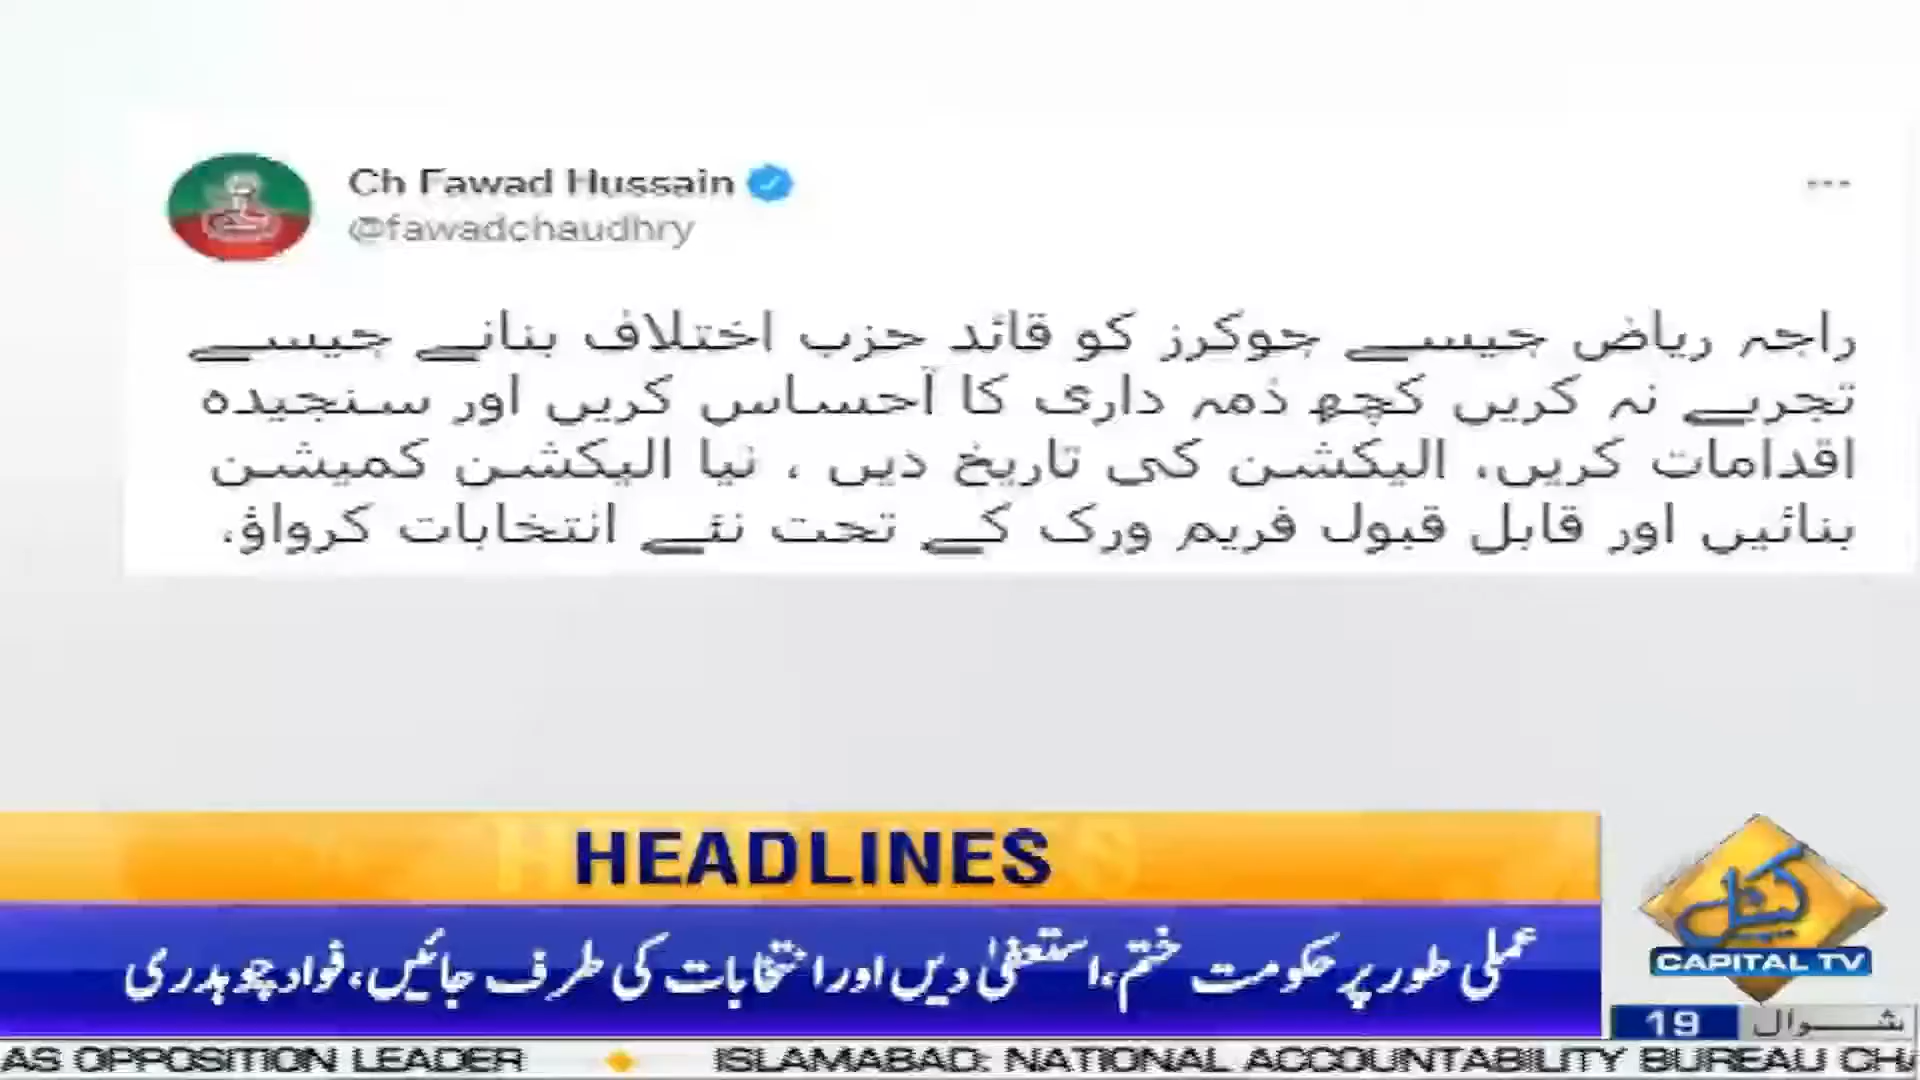 Ch Fawad Hussain
@fawadchaudhry
راجہ ریاض جیسے جوکرز کو قائد حزب اختلاف بنانے جیسے
تجربے نہ کریں کچھ ذمہ داری کا احساس کریں اور سنجیدہ
اقدامات کریں، الیکشن کی تاریخ دیں ، نیا الیکشن کمیشن
بنائیں اور قابل قبول فریم ورک کے تحت نئے انتخابات کرواؤ،
HEADLINES
عملی طور پر حکومت ختم،استعفیٰ دیں اورانتخابات کی طرف جائیں،فواد چوہدری
کیپیٹل
CAPITAL TV
19 شوال
AS OPPOSITION LEADER ISLAMABAD: NATIONAL ACCOUNTABILITY BUREAU CHA